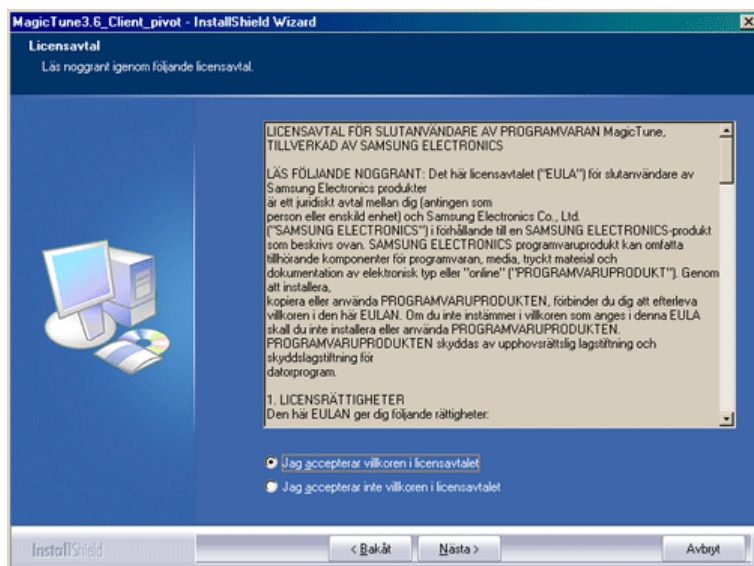 MagicTune3.6_Client_pivot - InstallShield Wizard
Licensavtal
Läs noggrant igenom följande licensavtal.
LICENSAVTAL FÖR SLUTANVÄNDARE AV PROGRAMVARAN MagicTune,
TILLVERKAD AV SAMSUNG ELECTRONICS
LÄS FÖLJANDE NOGGRANT: Det här licensavtalet ("EULA") för slutanvändare av
Samsung Electronics produkter
är ett juridiskt avtal mellan dig (antingen som
person eller enskild enhet) och Samsung Electronics Co., Ltd.
("SAMSUNG ELECTRONICS") i förhållande till en SAMSUNG ELECTRONICS-produkt
som beskrivs ovan. SAMSUNG ELECTRONICS programvaruprodukt kan omfatta
tillhörande komponenter för programvaran, media, tryckt material och
dokumentation av elektronisk typ eller "online" ("PROGRAMVARUPRODUKT"). Genom
att installera,
kopiera eller använda PROGRAMVARUPRODUKTEN, förbinder du dig att efterleva
villkoren i den här EULAN. Om du inte instämmer i villkoren som anges i denna EULA
skall du inte installera eller använda PROGRAMVARUPRODUKTEN.
PROGRAMVARUPRODUKTEN skyddas av upphovsrättslig lagstiftning och
skyddslagstiftning för
datorprogram.
1. LICENSRÄTTIGHETER
Den här EULAN ger dig följande rättigheter:
Jag accepterar villkoren i licensavtalet
Jag accepterar inte villkoren i licensavtalet
InstallShield
< Bakåt
Nästa >
Avbryt